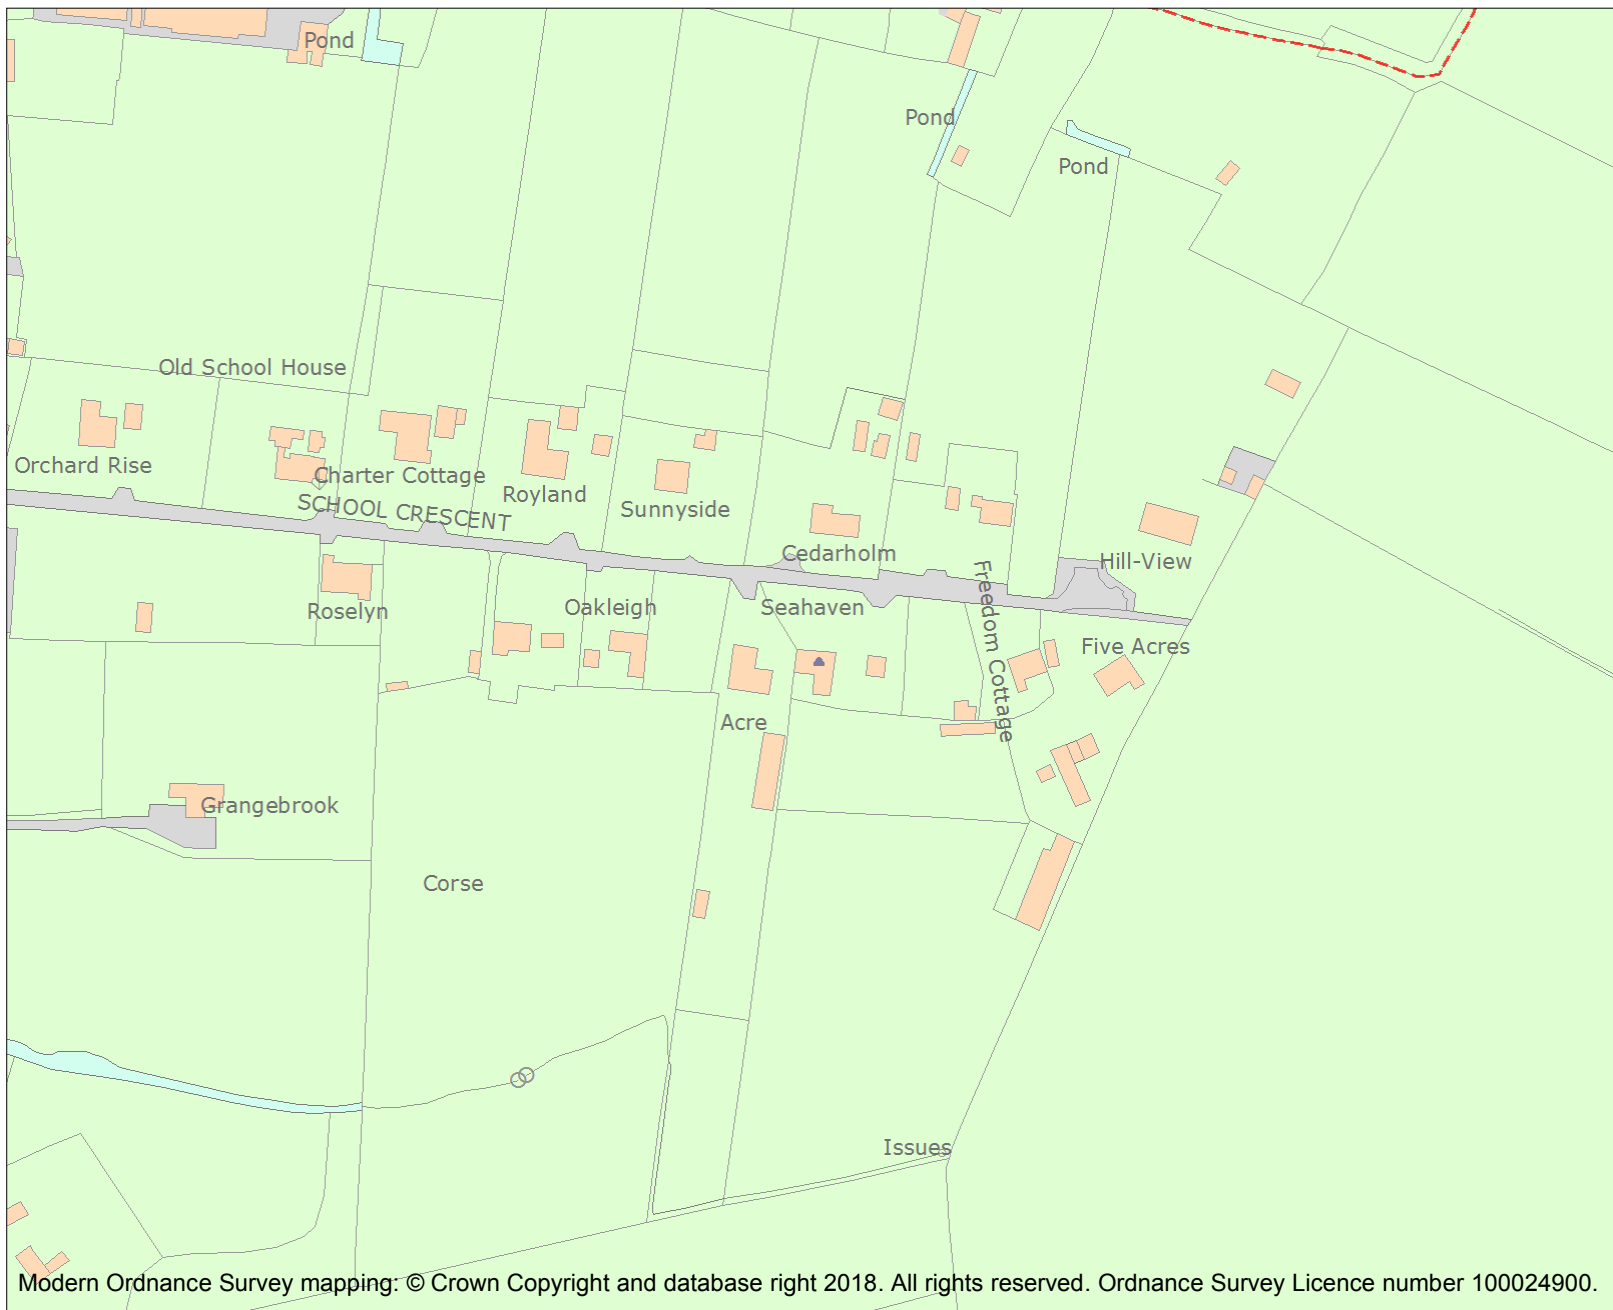 Pond
Pond
Pond
Old School House
Orchard Rise
Charter Cottage
Royland
SCHOOL CRESCENT
Sunnyside
Cedarholm
Hill-View
Freedom Cottage
Roselyn
Oakleigh
Seahaven
Five Acres
Acre
Grangebrook
Corse
Issues
Modern Ordnance Survey mapping: © Crown Copyright and database right 2018. All rights reserved. Ordnance Survey Licence number 100024900.